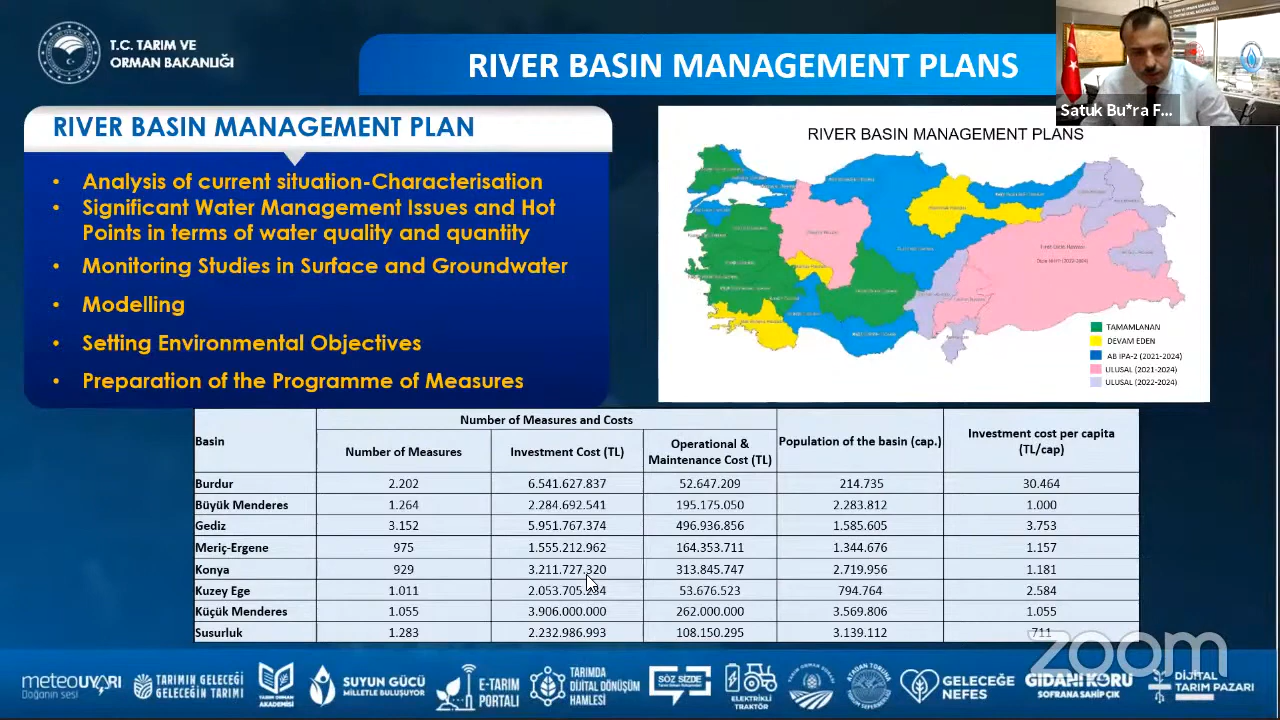 T.C. TARIM VE
ORMAN BAKANLIĞI
RIVER BASIN MANAGEMENT PLANS
Satuk Bu*ra F...
RIVER BASIN MANAGEMENT PLAN
• Analysis of current situation-Characterisation
• Significant Water Management Issues and Hot
Points in terms of water quality and quantity
• Monitoring Studies in Surface and Groundwater
• Modelling
• Setting Environmental Objectives
• Preparation of the Programme of Measures
RIVER BASIN MANAGEMENT PLANS
TAMAMLANAN
DEVAM EDEN
AB IPA-2 (2021-2024)
ULUSAL (2021-2024)
ULUSAL (2022-2024)
Basin Number of Measures and Costs Population of the basin (cap.) Investment cost per capita (TL/cap)
Number of Measures Investment Cost (TL) Operational & Maintenance Cost (TL)
Burdur 2.202 6.541.627.837 52.647.209 214.735 30.464
Büyük Menderes 1.264 2.284.692.541 195.175.050 2.283.812 1.000
Gediz 3.152 5.951.767.374 496.936.856 1.585.605 3.753
Meriç-Ergene 975 1.555.212.962 164.353.711 1.344.676 1.157
Konya 929 3.211.727.320 313.845.747 2.719.956 1.181
Kuzey Ege 1.011 53.676.523 794.764 2.584
Küçük Menderes 1.055 3.906.000.000 262.000.000 3.569.806 1.055
Susurluk 1.283 2.232.986.993 108.150.295 3.139.112 711
zoom
meteoUYARI
Doğanın sesi
TARIMIN GELECEĞİ
GELECEĞİN TARIMI
TARIM ORMAN
AKADEMİSİ
SUYUN GÜCÜ
MİLLETLE BULUŞUYOR
E-TARIM
PORTALI
TARIMDA
DİJİTAL DÖNÜŞÜM
HAMLESİ
SÖZ SİZDE
ELEKTRİKLİ
TRAKTÖR
GELECEĞE
NEFES
GIDANI KORU
SOFRANA SAHİP ÇIK
DİJİTAL
TARIM PAZARI